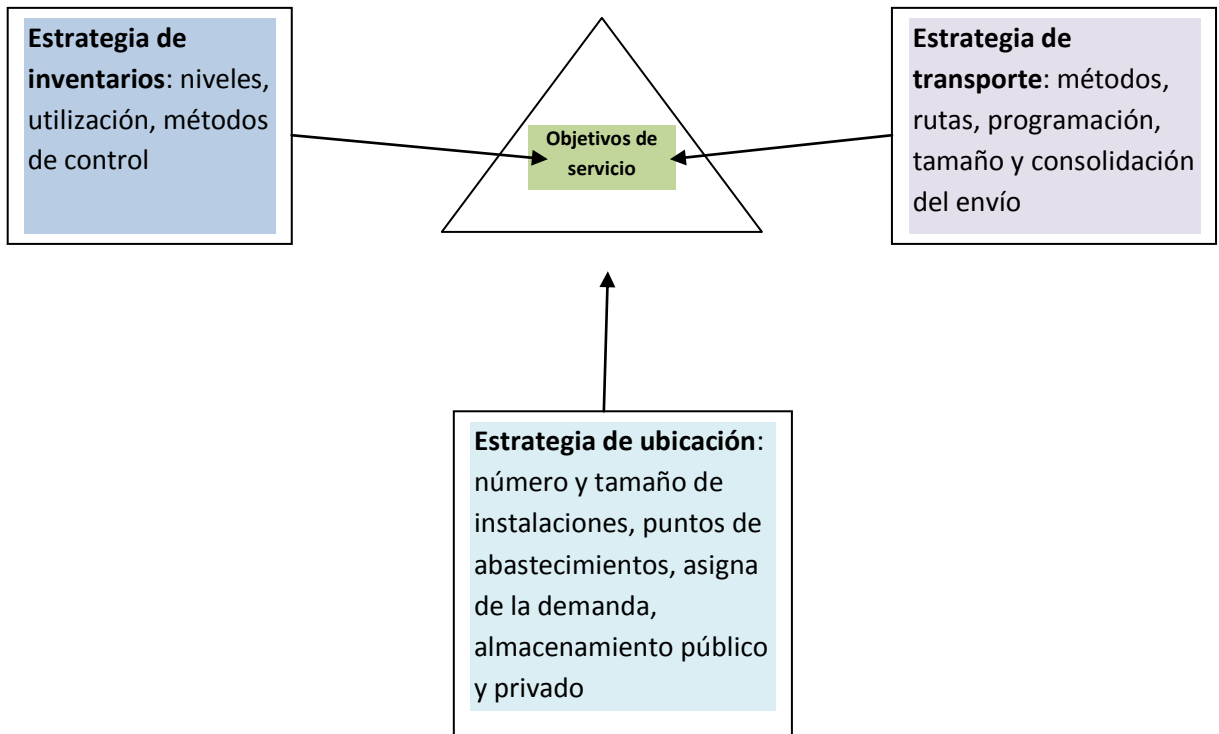 Estrategia de
inventarios: niveles,
utilización, métodos
de control
Objetivos de
servicio
Estrategia de
transporte: métodos,
rutas, programación,
tamaño y consolidación
del envío
Estrategia de ubicación:
número y tamaño de
instalaciones, puntos de
abastecimientos, asigna
de la demanda,
almacenamiento público
y privado